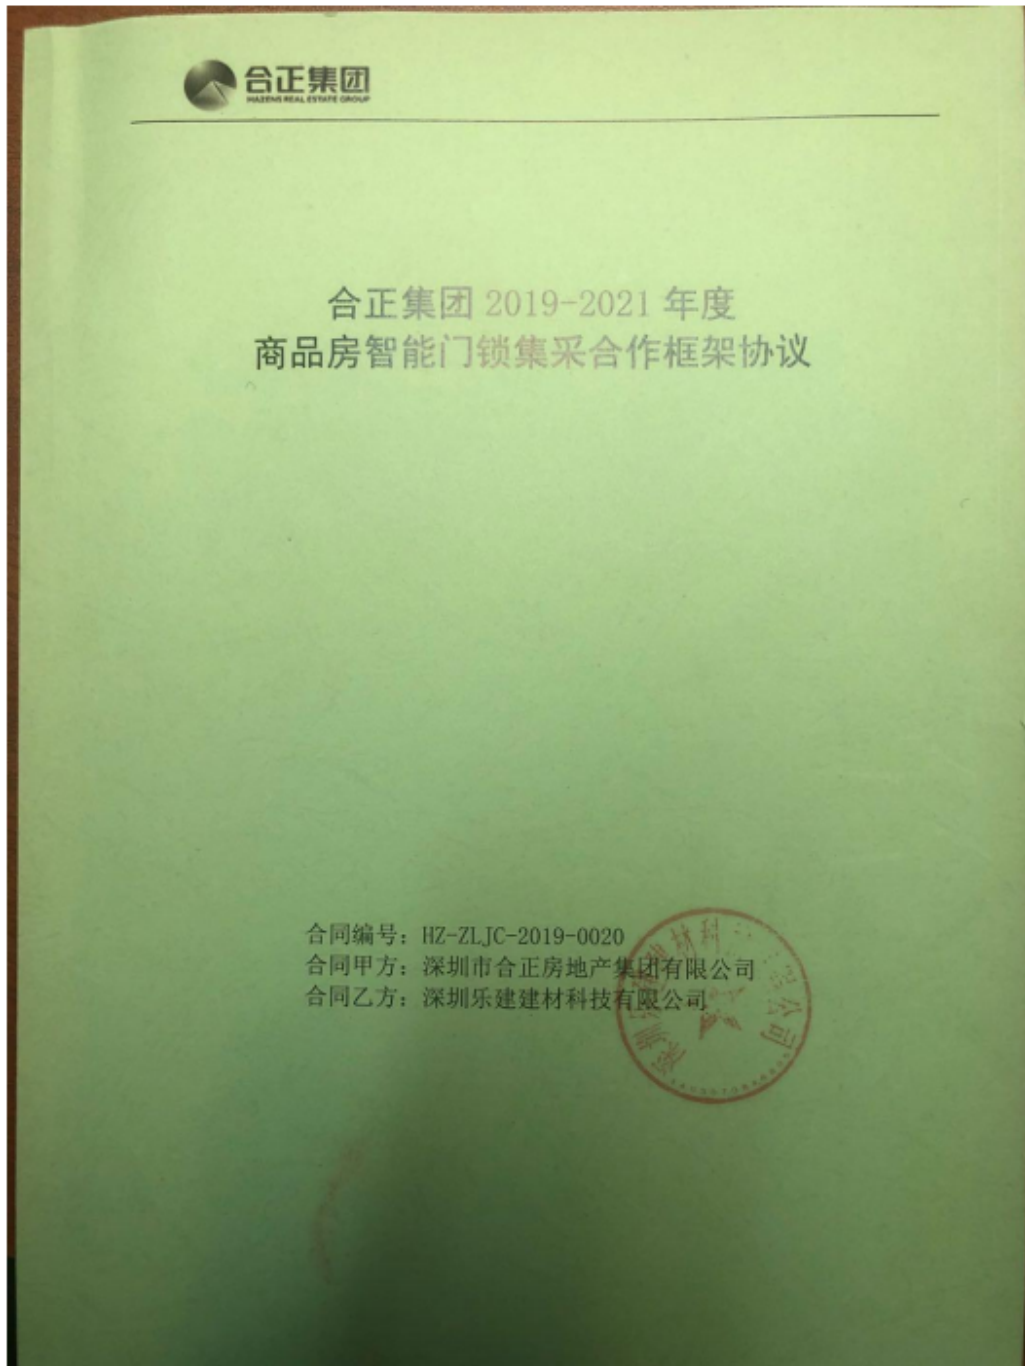 合正集团
HAZENS REAL ESTATE GROUP
合正集团 2019-2021 年度
商品房智能门锁集采合作框架协议
合同编号：HZ-ZLJC-2019-0020
合同甲方：深圳市合正房地产集团有限公司
合同乙方：深圳乐建建材科技有限公司